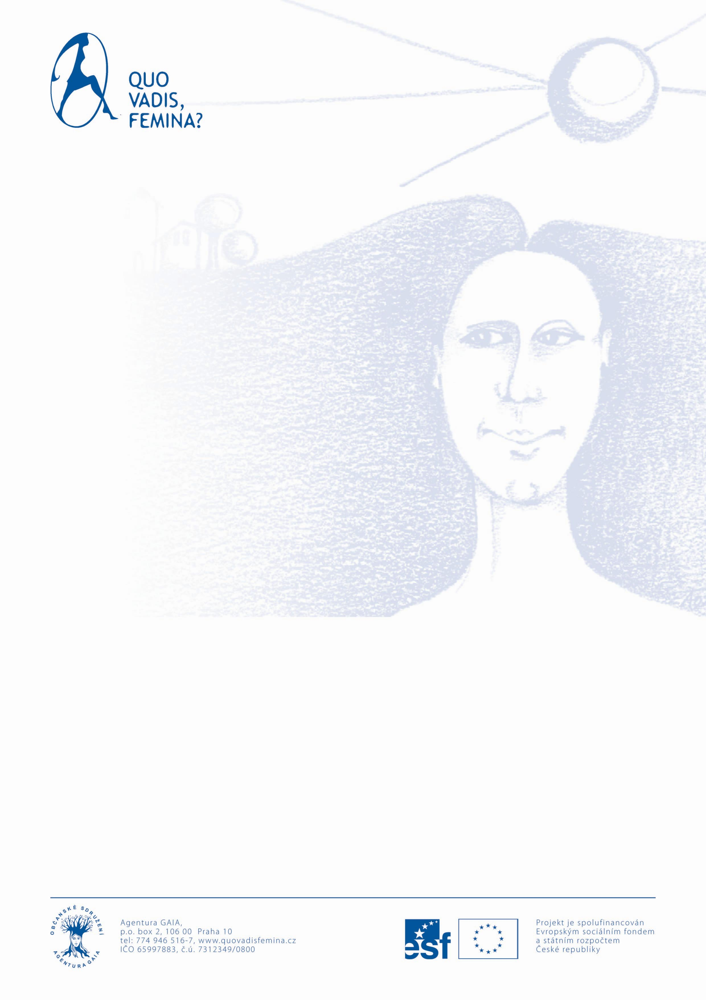 QUO
VADIS,
FEMINA?
OBČANSKÉ SDRUŽENÍ
AGENTURA GAIA
Agentura GAIA,
p.o. box 2, 106 00 Praha 10
tel: 774 946 516-7, www.quovadisfemina.cz
IČO 65997883, č.ú. 7312349/0800
esf
Projekt je spolufinancován
Evropským sociálním fondem
a státním rozpočtem
České republiky